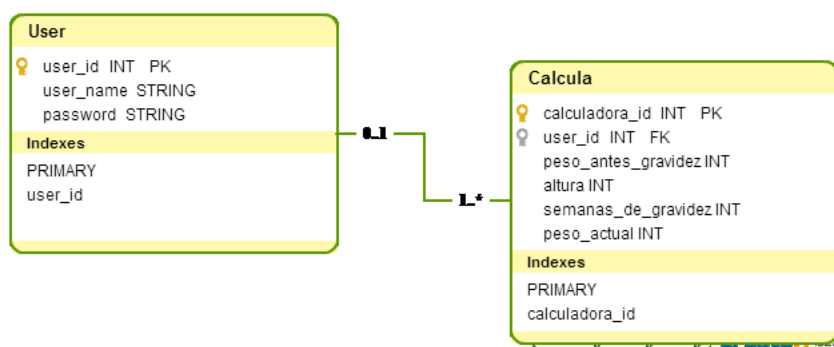 User
user_id INT PK
user_name STRING
password STRING
Indexes
PRIMARY
user_id
0..1
1..*
Calcula
calculadora_id INT PK
user_id INT FK
peso_antes_gravidez INT
altura INT
semanas_de_gravidez INT
peso_actual INT
Indexes
PRIMARY
calculadora_id